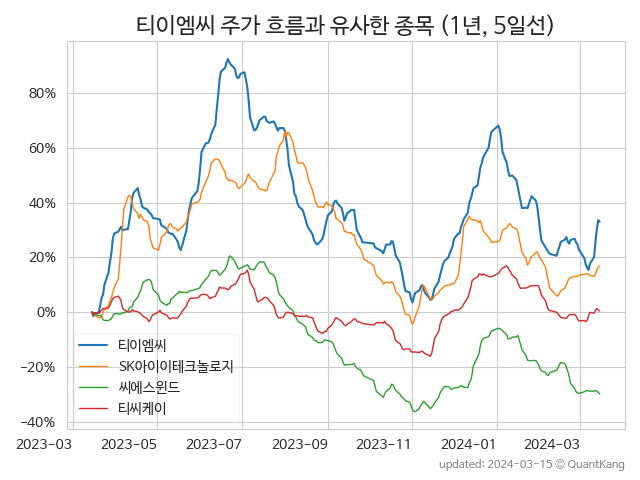 티이엠씨 주가 흐름과 유사한 종목 (1년, 5일선)
80%
60%
40%
20%
0%
−20%
−40%
티이엠씨
SK아이이테크놀로지
씨에스윈드
티씨케이
2023-03 2023-05 2023-07 2023-09 2023-11 2024-01 2024-03
updated: 2024-03-15 © QuantKang